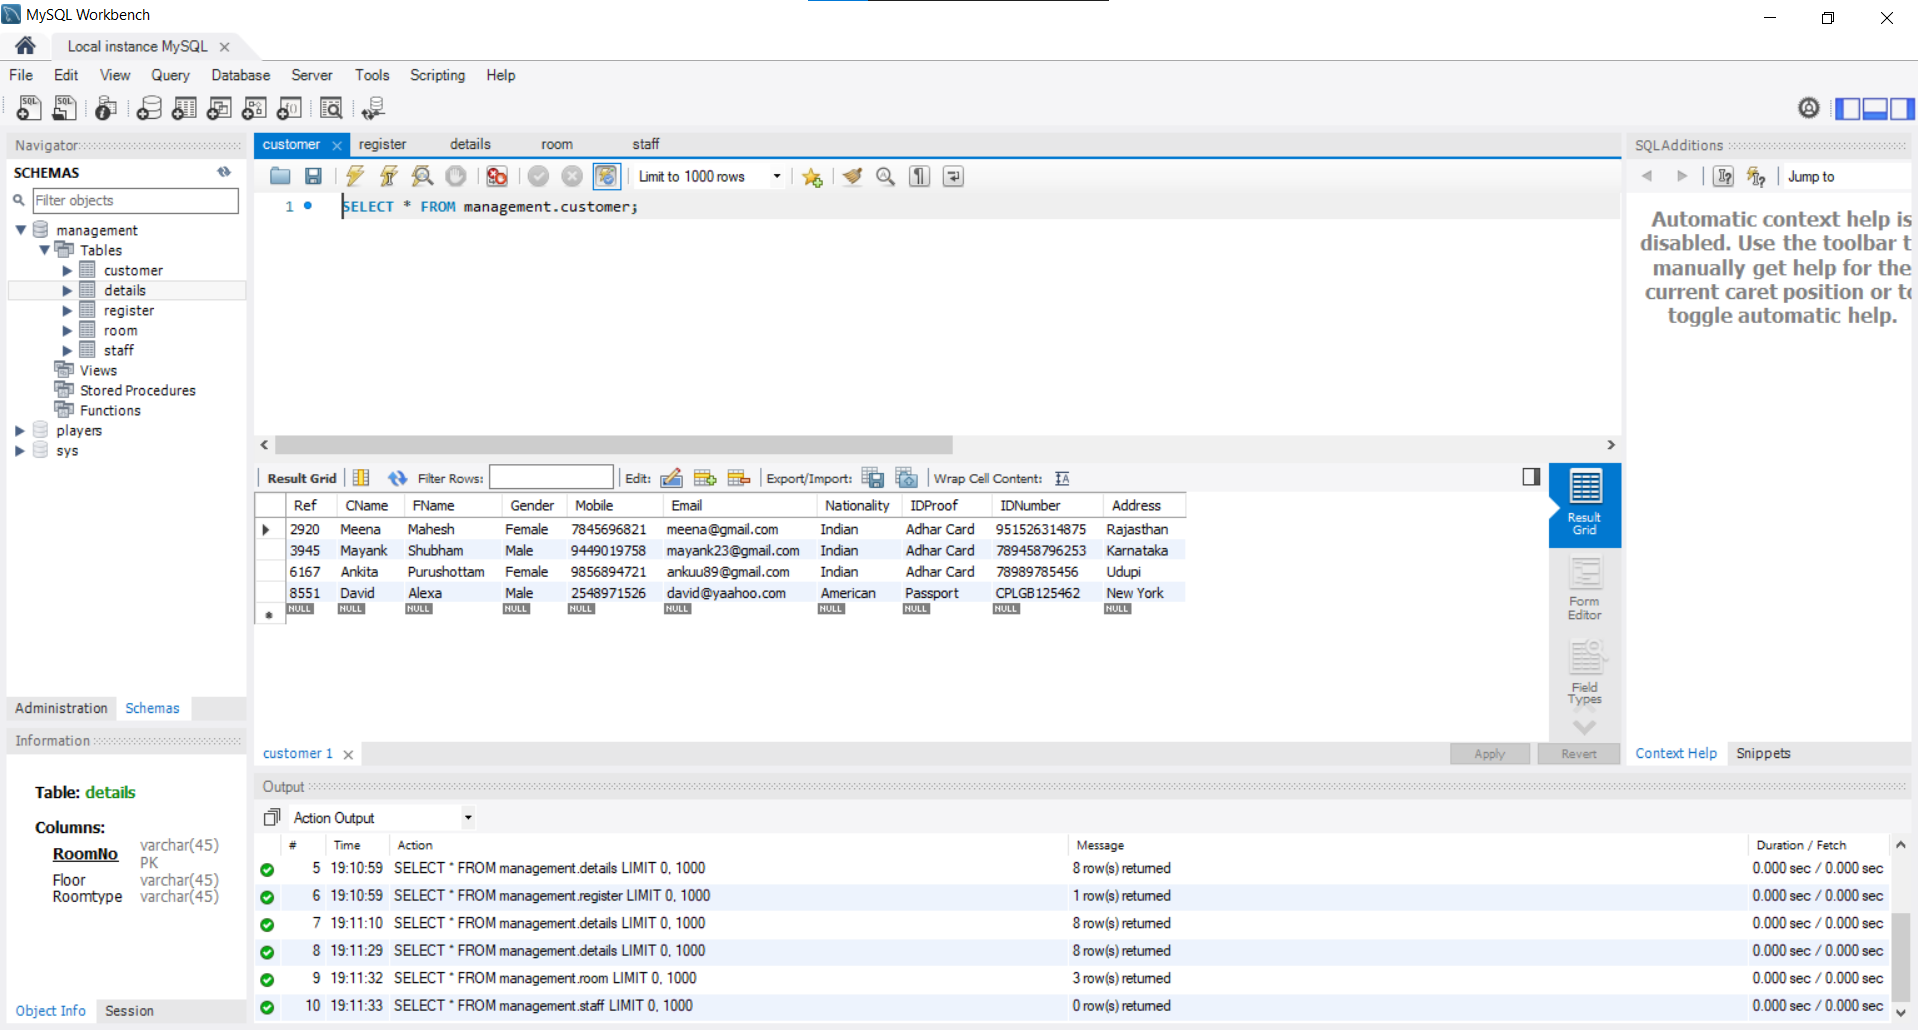 MySQL Workbench
Local instance MySQL
File Edit View Query Database Server Tools Scripting Help
Navigator
SCHEMAS
Filter objects
management
Tables
customer
details
register
room
staff
Views
Stored Procedures
Functions
players
sys
Administration Schemas
Information
Table: details
Columns:
RoomNo varchar(45) PK
Floor varchar(45)
Roomtype varchar(45)
Object Info Session
customer register details room staff
Limit to 1000 rows
1 SELECT * FROM management.customer;
Result Grid Filter Rows: Edit: Export/Import: Wrap Cell Content:
Ref CName FName Gender Mobile Email Nationality IDProof IDNumber Address
2920 Meena Mahesh Female 7845696821 meena@gmail.com Indian Adhar Card 951526314875 Rajasthan
3945 Mayank Shubham Male 9449019758 mayank23@gmail.com Indian Adhar Card 789458796253 Karnataka
6167 Ankita Purushottam Female 9856894721 ankuu89@gmail.com Indian Adhar Card 78989785456 Udupi
8551 David Alexa Male 2548971526 david@yaahoo.com American Passport CPLGB125462 New York
NULL NULL NULL NULL NULL NULL NULL NULL NULL NULL
Result Grid
Form Editor
Field Types
customer 1
Apply Revert
SQLAdditions
Jump to
Automatic context help is
disabled. Use the toolbar t
manually get help for the
current caret position or to
toggle automatic help.
Context Help Snippets
Output
Action Output
# Time Action Message Duration / Fetch
5 19:10:59 SELECT * FROM management.details LIMIT 0, 1000 8 row(s) returned 0.000 sec / 0.000 sec
6 19:10:59 SELECT * FROM management.register LIMIT 0, 1000 1 row(s) returned 0.000 sec / 0.000 sec
7 19:11:10 SELECT * FROM management.details LIMIT 0, 1000 8 row(s) returned 0.000 sec / 0.000 sec
8 19:11:29 SELECT * FROM management.details LIMIT 0, 1000 8 row(s) returned 0.000 sec / 0.000 sec
9 19:11:32 SELECT * FROM management.room LIMIT 0, 1000 3 row(s) returned 0.000 sec / 0.000 sec
10 19:11:33 SELECT * FROM management.staff LIMIT 0, 1000 0 row(s) returned 0.000 sec / 0.000 sec